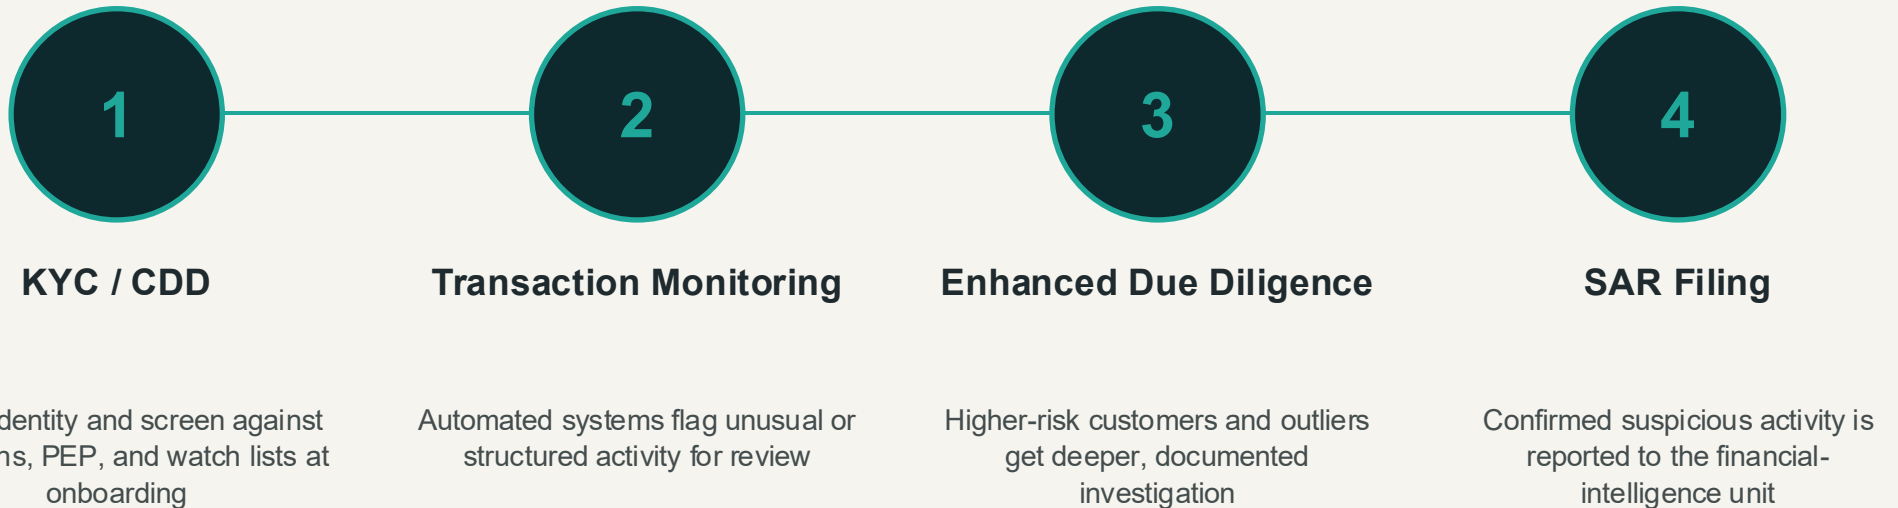 1
2
3
4
KYC / CDD
Transaction Monitoring
Enhanced Due Diligence
SAR Filing
and screen against
PEP, and watch lists at
onboarding
Automated systems flag unusual or
structured activity for review
Higher-risk customers and outliers
get deeper, documented
investigation
Confirmed suspicious activity is
reported to the financial-
intelligence unit